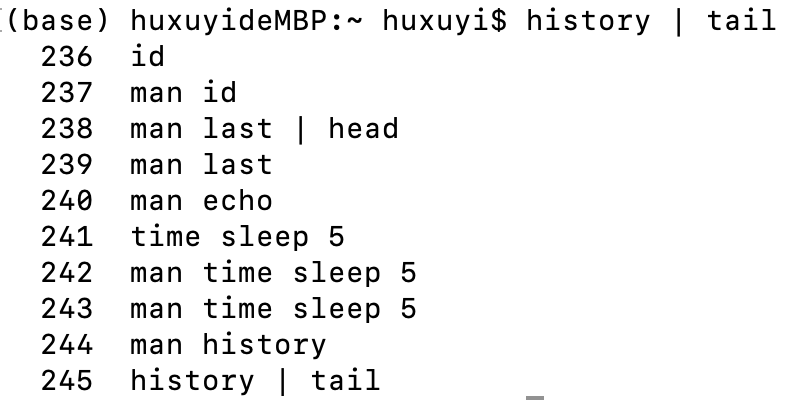 (base) huxuyideMBP:~ huxuyi$ history | tail
236 id
237 man id
238 man last | head
239 man last
240 man echo
241 time sleep 5
242 man time sleep 5
243 man time sleep 5
244 man history
245 history | tail